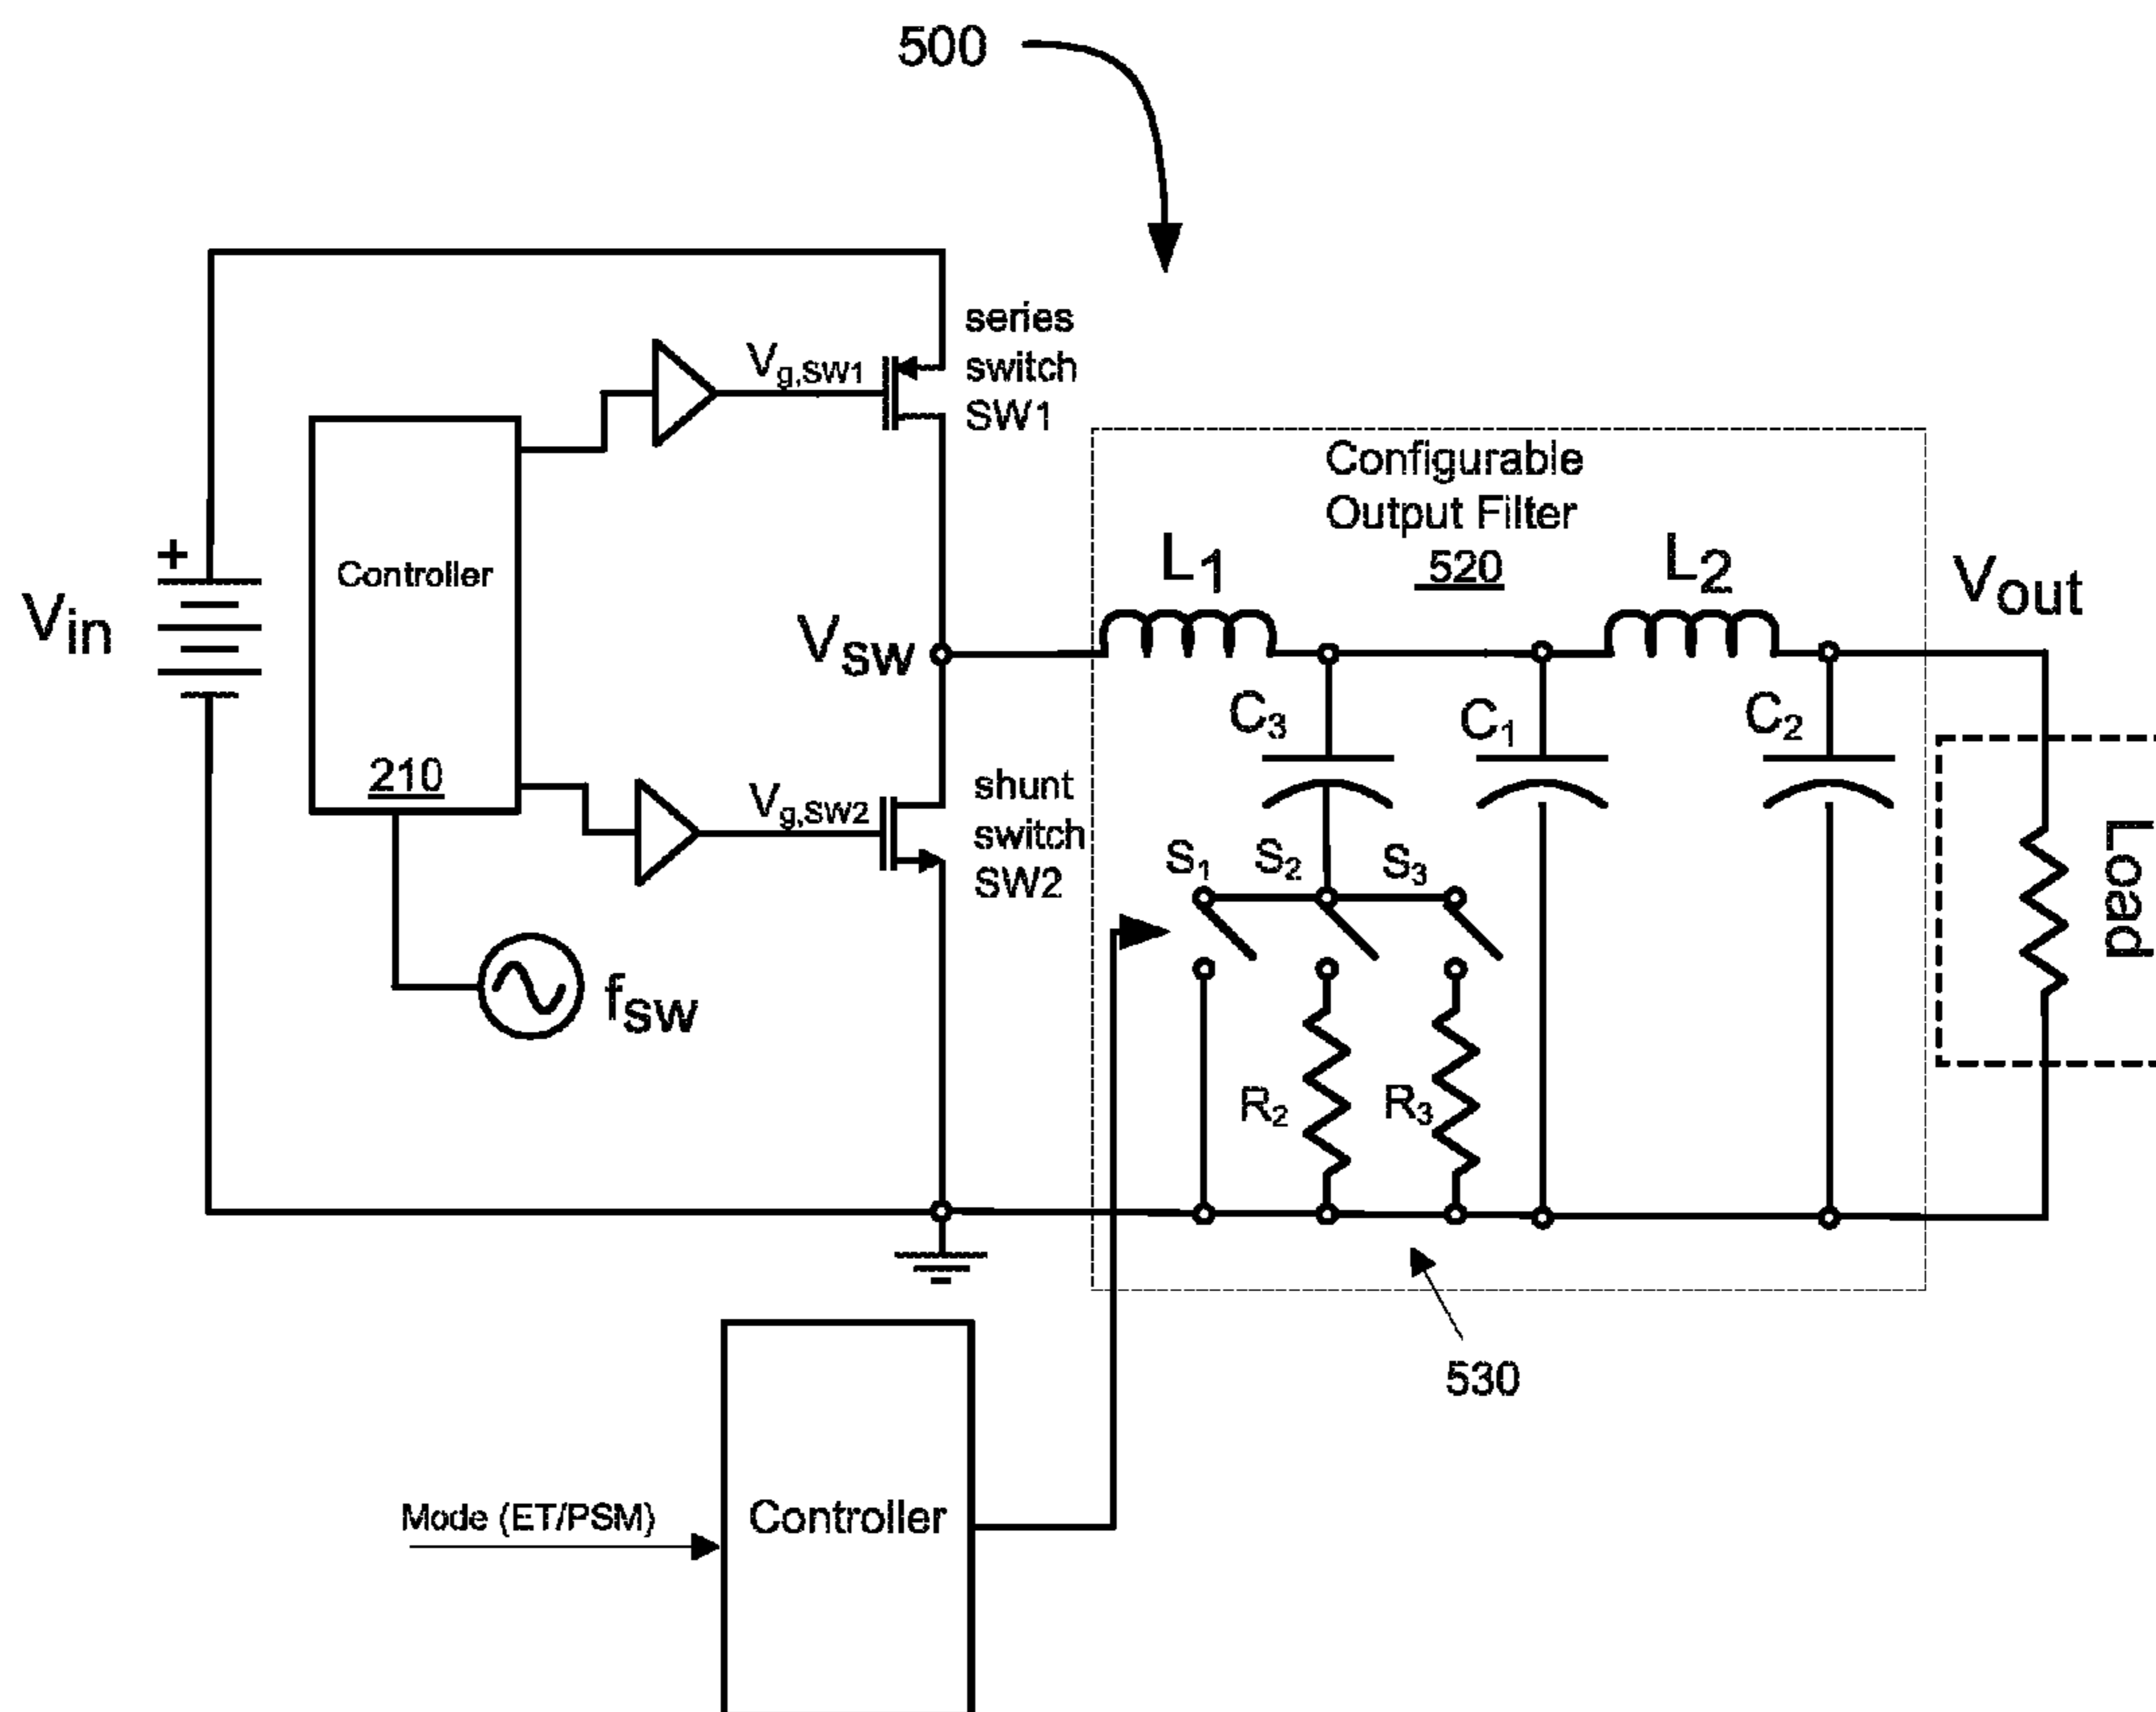 500
series
switch
SW1
Vg,SW1
Configurable
Output Filter
520
Controller
210
L1
L2
Vout
+
Vin
Vsw
C3
C1
C2
shunt
switch
SW2
Vg,SW2
S1
S2
S3
Load
fsw
R2
R3
530
Mode (ET/PSM)
Controller